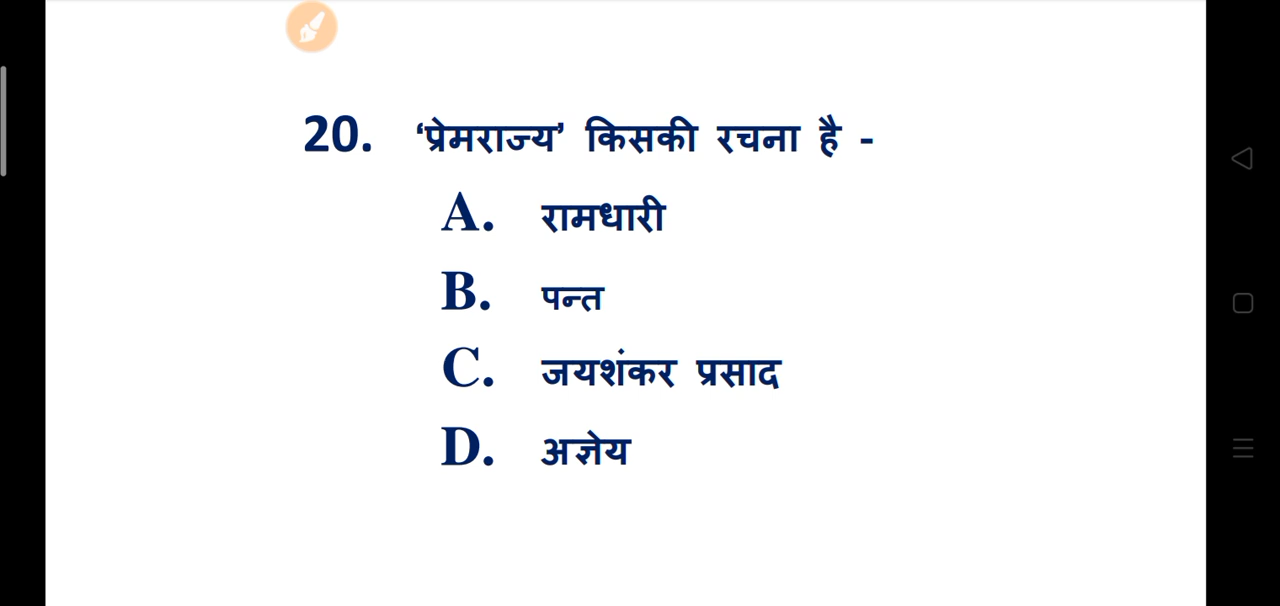 20. ‘प्रेमराज्य’ किसकी रचना है -
A. रामधारी
B. पन्त
C. जयशंकर प्रसाद
D. अज्ञेय